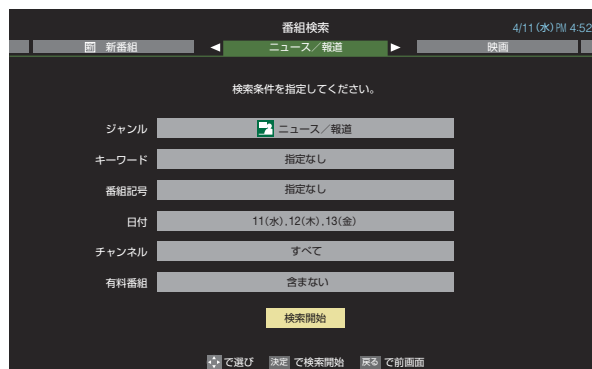 番組検索
4/11(水)PM 4:52
新 新番組
ニュース／報道
映画
検索条件を指定してください。
ジャンル ニュース／報道
キーワード 指定なし
番組記号 指定なし
日付 11(水),12(木),13(金)
チャンネル すべて
有料番組 含まない
検索開始
で選び 決定 で検索開始 戻る で前画面